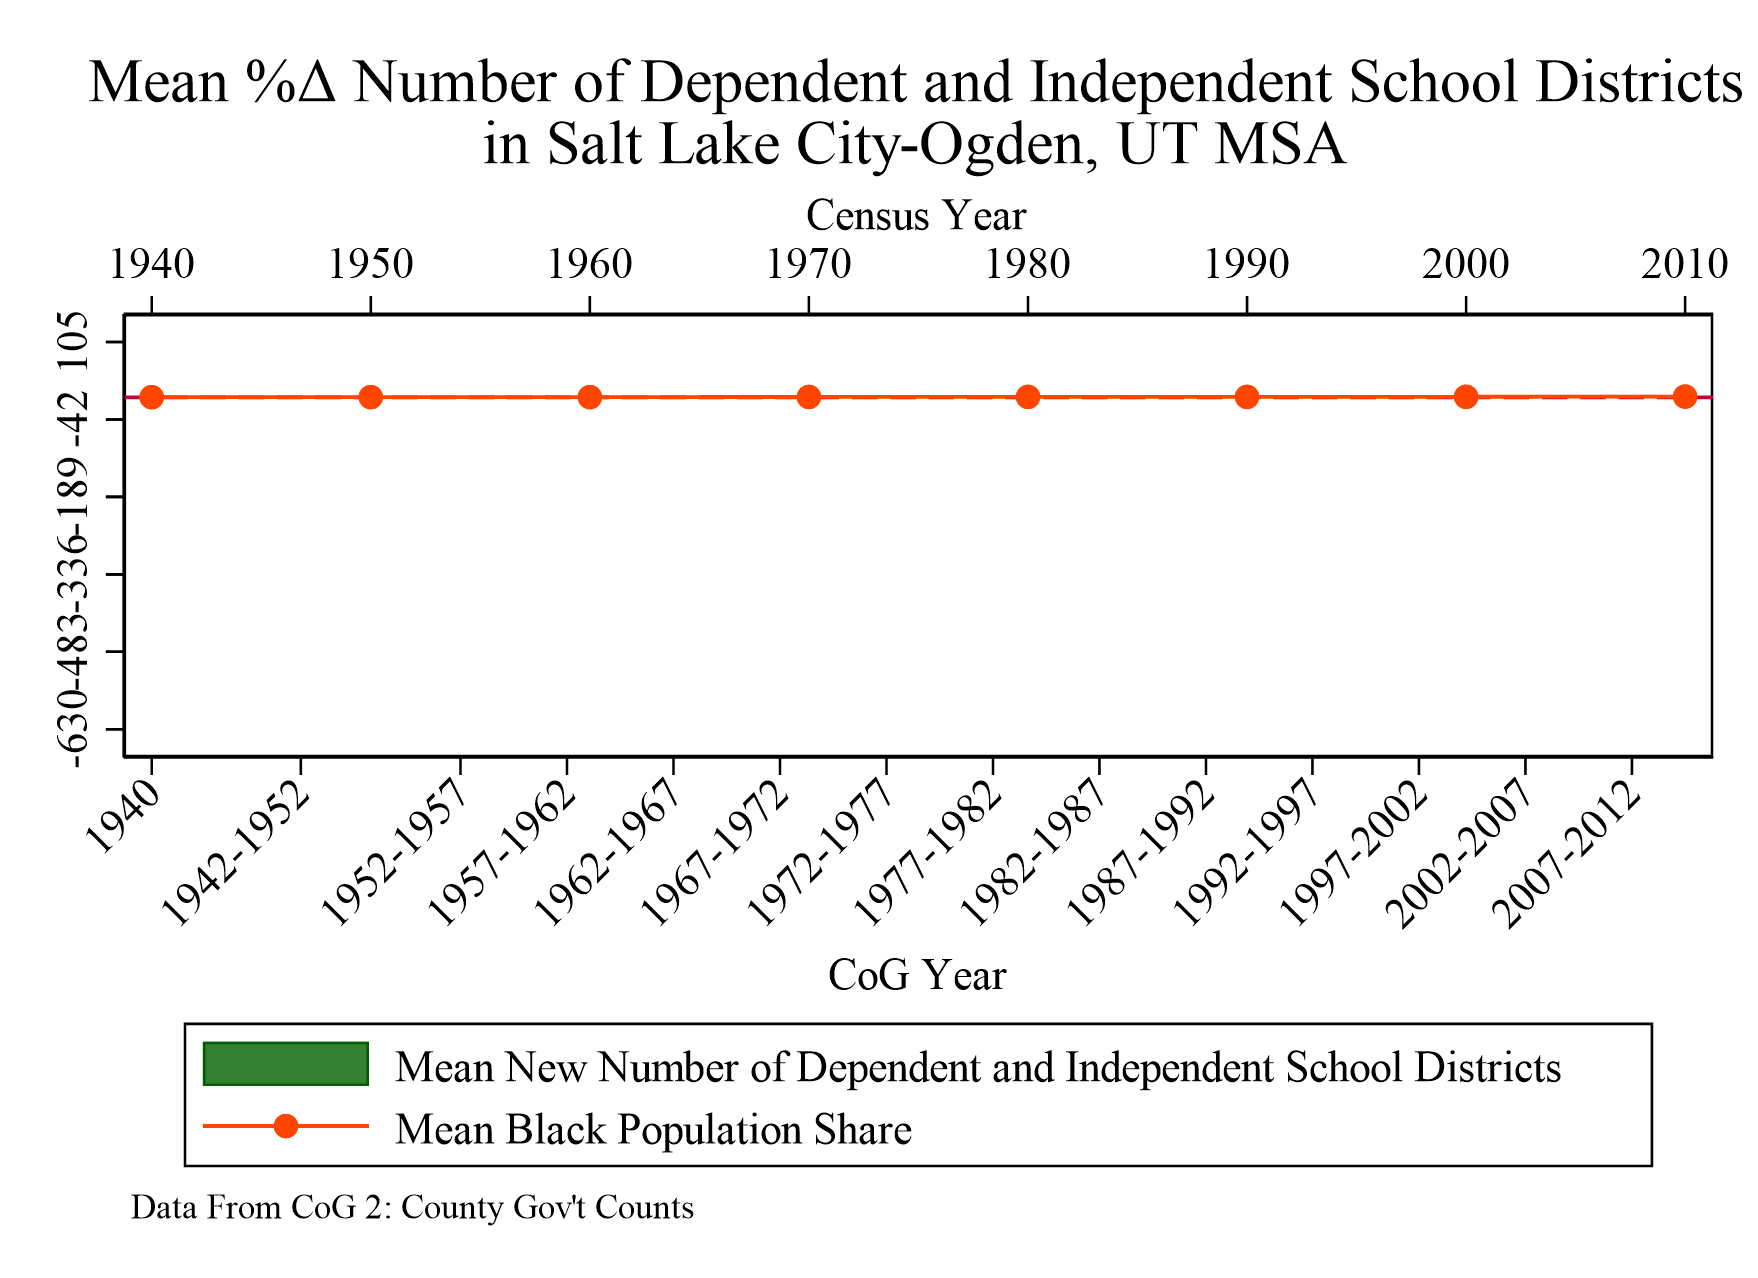 Mean %Δ Number of Dependent and Independent School Districts
in Salt Lake City-Ogden, UT MSA
Census Year
1940 1950 1960 1970 1980 1990 2000 2010
105
-42
-189
-336
-483
-630
1940 1942-1952 1952-1957 1957-1962 1962-1967 1967-1972 1972-1977 1977-1982 1982-1987 1987-1992 1992-1997 1997-2002 2002-2007 2007-2012
CoG Year
Mean New Number of Dependent and Independent School Districts
Mean Black Population Share
Data From CoG 2: County Gov't Counts